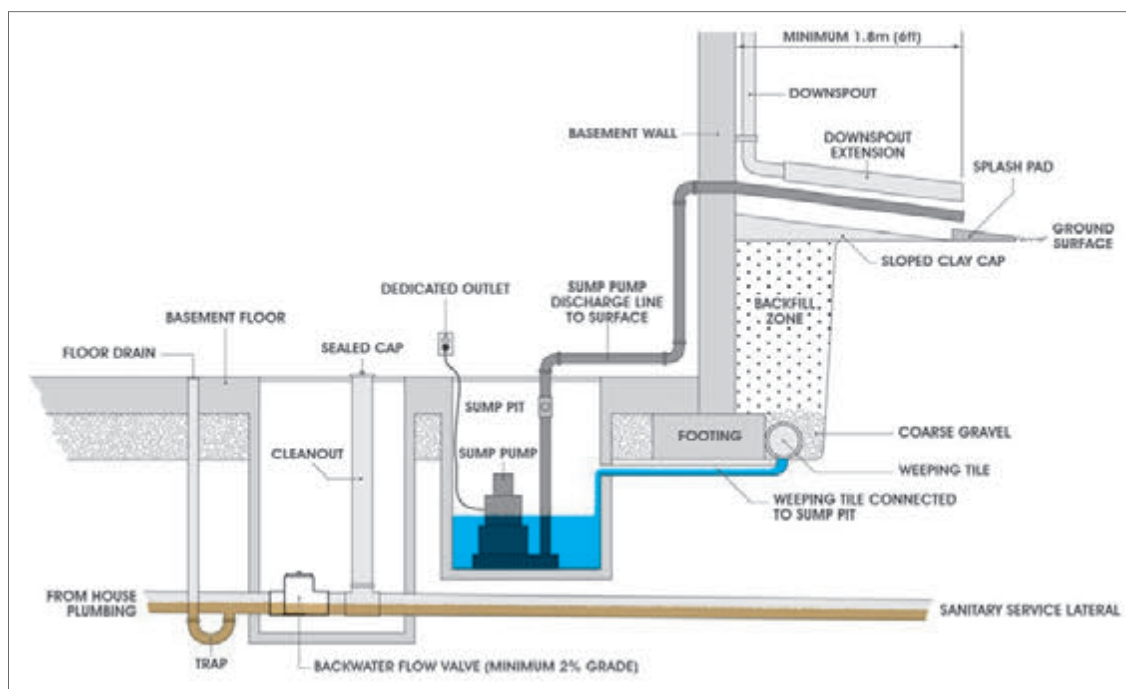 MINIMUM 1.8m (6ft)
DOWNSPOUT
BASEMENT WALL
DOWNSPOUT
EXTENSION
SPLASH PAD
GROUND
SURFACE
SLOPED CLAY CAP
DEDICATED OUTLET
SUMP PUMP
DISCHARGE LINE
TO SURFACE
BACKFILL
ZONE
BASEMENT FLOOR
FLOOR DRAIN
SEALED CAP
SUMP PIT
FOOTING
COARSE GRAVEL
CLEANOUT
SUMP PUMP
WEEPING TILE
WEEPING TILE CONNECTED
TO SUMP PIT
FROM HOUSE
PLUMBING
SANITARY SERVICE LATERAL
TRAP
BACKWATER FLOW VALVE (MINIMUM 2% GRADE)